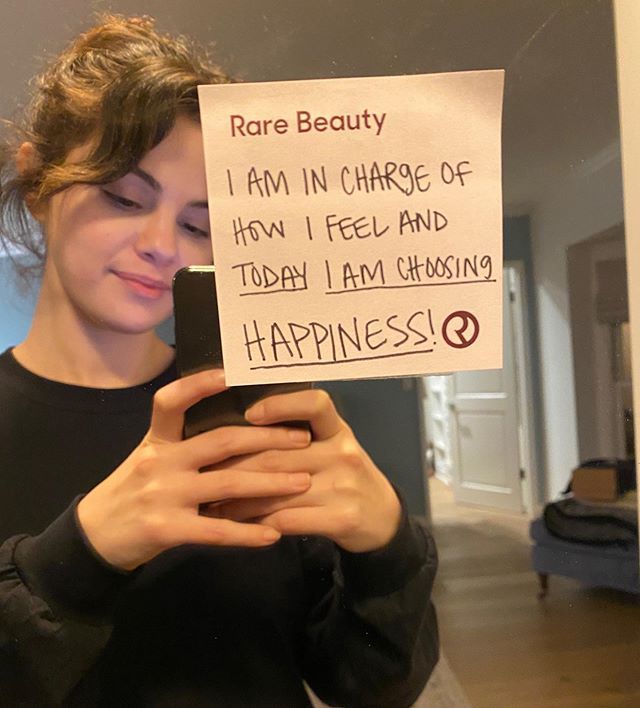 Rare Beauty
I AM IN CHARGE OF
HOW I FEEL AND
TODAY I AM CHOOSING
HAPPINESS! R